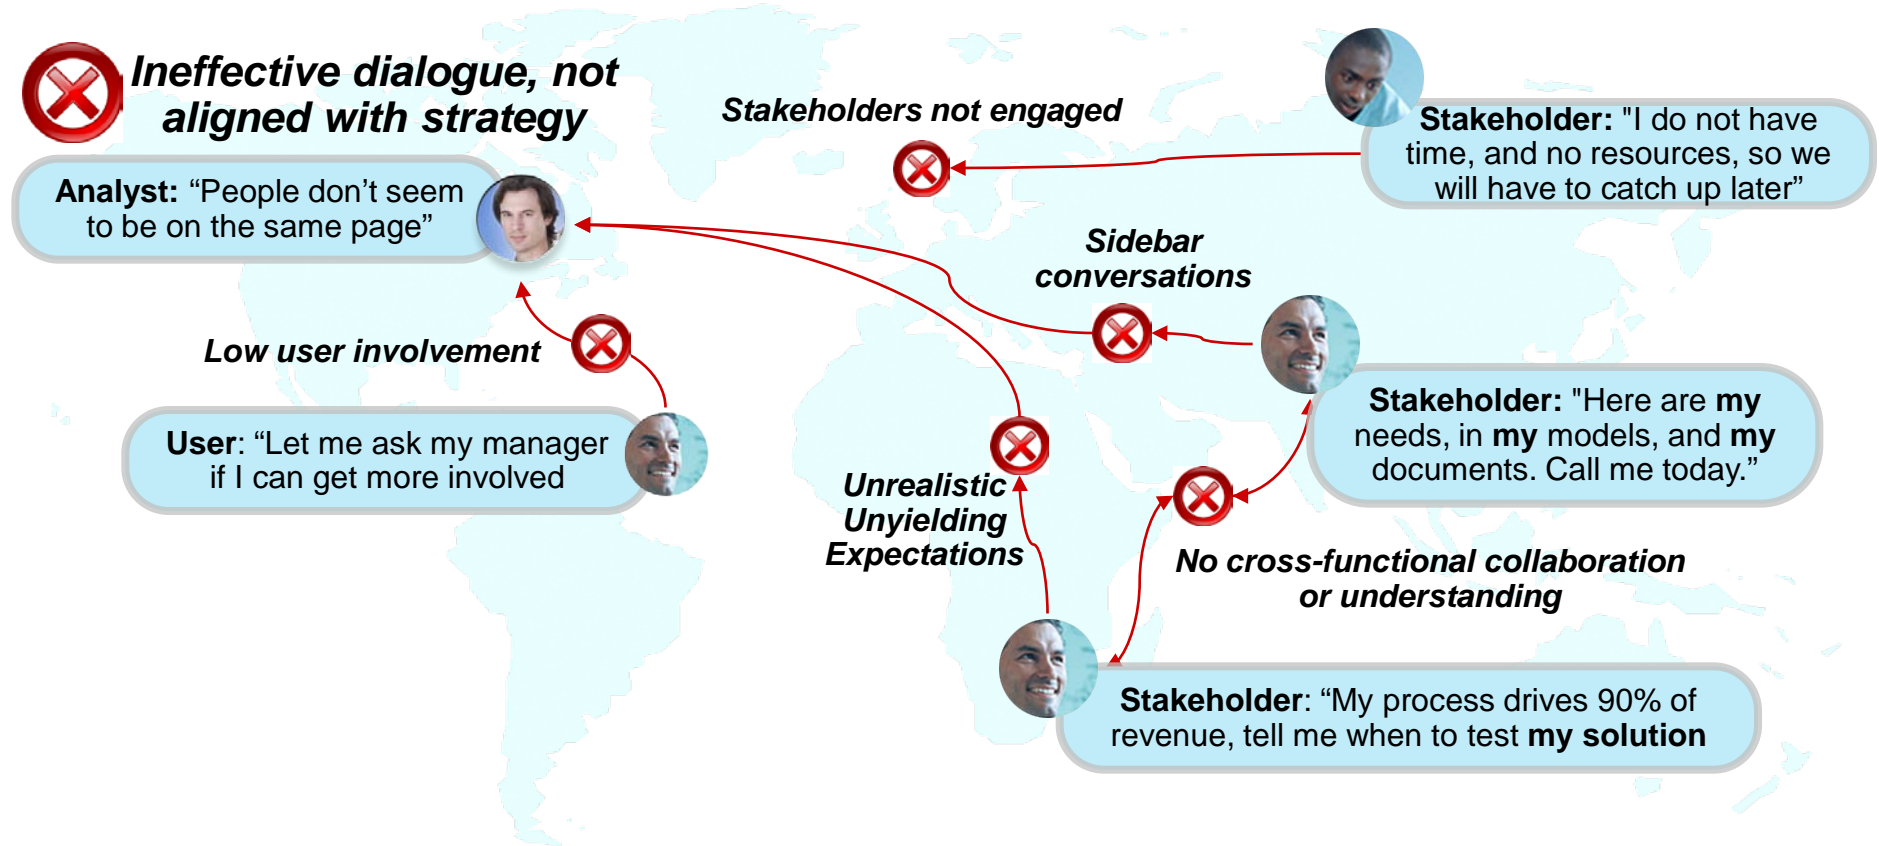 Ineffective dialogue, not
aligned with strategy
Stakeholders not engaged
Stakeholder: "I do not have
time, and no resources, so we
will have to catch up later”
Analyst: “People don’t seem
to be on the same page”
Sidebar
conversations
Low user involvement
Stakeholder: "Here are my
needs, in my models, and my
documents. Call me today.”
User: “Let me ask my manager
if I can get more involved
Unrealistic
Unyielding
Expectations
No cross-functional collaboration
or understanding
Stakeholder: “My process drives 90% of
revenue, tell me when to test my solution